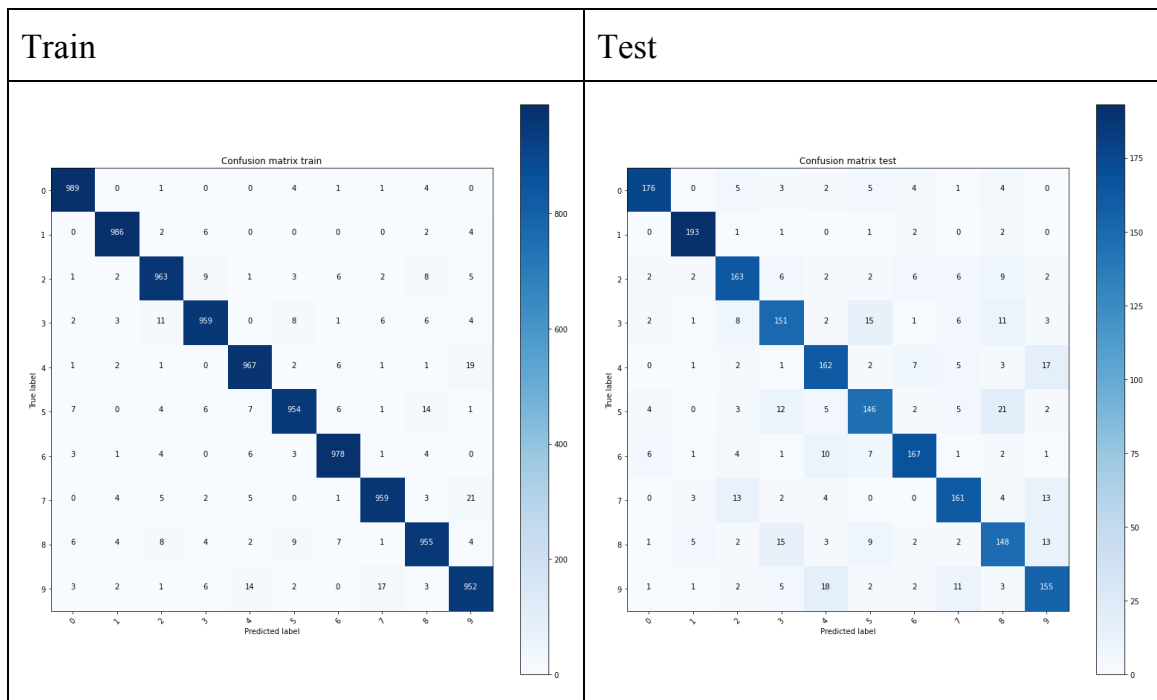 Train
Test
Confusion matrix train
0 989 0 1 0 0 4 1 1 4 0
1 0 986 2 6 0 0 0 0 2 4
2 1 2 963 9 1 3 6 2 8 5
3 2 3 11 959 0 8 1 6 6 4
4 1 2 1 0 967 2 6 1 1 19
5 7 0 4 6 7 954 6 1 14 1
6 3 1 4 0 6 3 978 1 4 0
7 0 4 5 2 5 0 1 959 3 21
8 6 4 8 4 2 9 7 1 955 4
9 3 2 1 6 14 2 0 17 3 952
0 1 2 3 4 5 6 7 8 9
True label
Predicted label
800
600
400
200
0
Confusion matrix test
0 176 0 5 3 2 5 4 1 4 0
1 0 193 1 1 0 1 2 0 2 0
2 2 2 163 6 2 2 6 6 9 2
3 2 1 8 151 2 15 1 6 11 3
4 0 1 2 1 162 2 7 5 3 17
5 4 0 3 12 5 146 2 5 21 2
6 6 1 4 1 10 7 167 1 2 1
7 0 3 13 2 4 0 0 161 4 13
8 1 5 2 15 3 9 2 2 148 13
9 1 1 2 5 18 2 2 11 3 155
0 1 2 3 4 5 6 7 8 9
True label
Predicted label
175
150
125
100
75
50
25
0